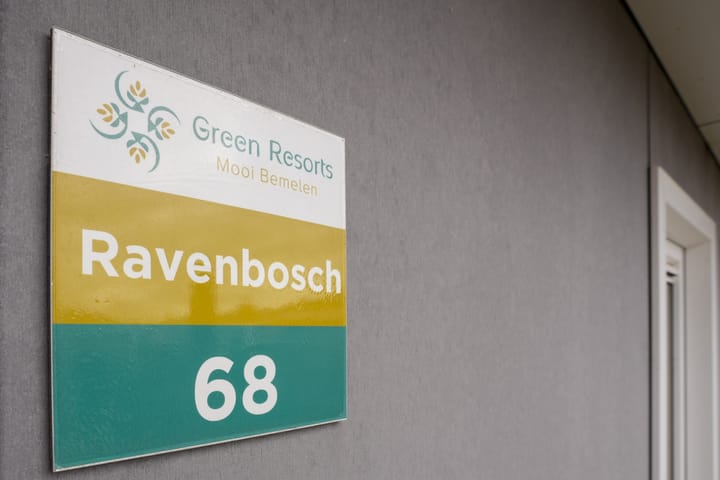 Green Resorts
Mooi Bemelen
Ravenbosch
68